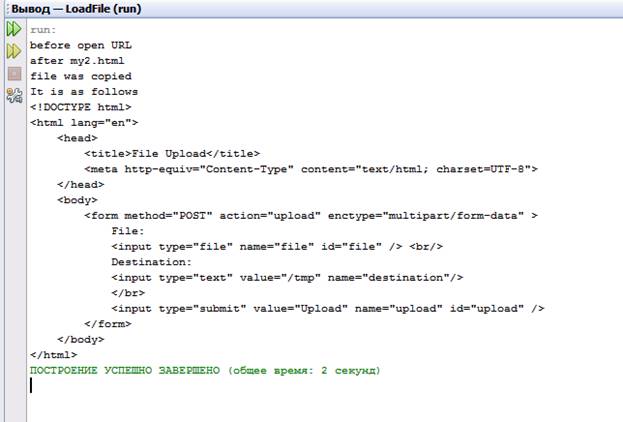 Вывод — LoadFile (run)
run:
before open URL
after my2.html
file was copied
It is as follows
<!DOCTYPE html>
<html lang="en">
    <head>
        <title>File Upload</title>
        <meta http-equiv="Content-Type" content="text/html; charset=UTF-8">
    </head>
    <body>
        <form method="POST" action="upload" enctype="multipart/form-data" >
            File:
            <input type="file" name="file" id="file" /> <br/>
            Destination:
            <input type="text" value="/tmp" name="destination"/>
            </br>
            <input type="submit" value="Upload" name="upload" id="upload" />
        </form>
    </body>
</html>
ПОСТРОЕНИЕ УСПЕШНО ЗАВЕРШЕНО (общее время: 2 секунд)